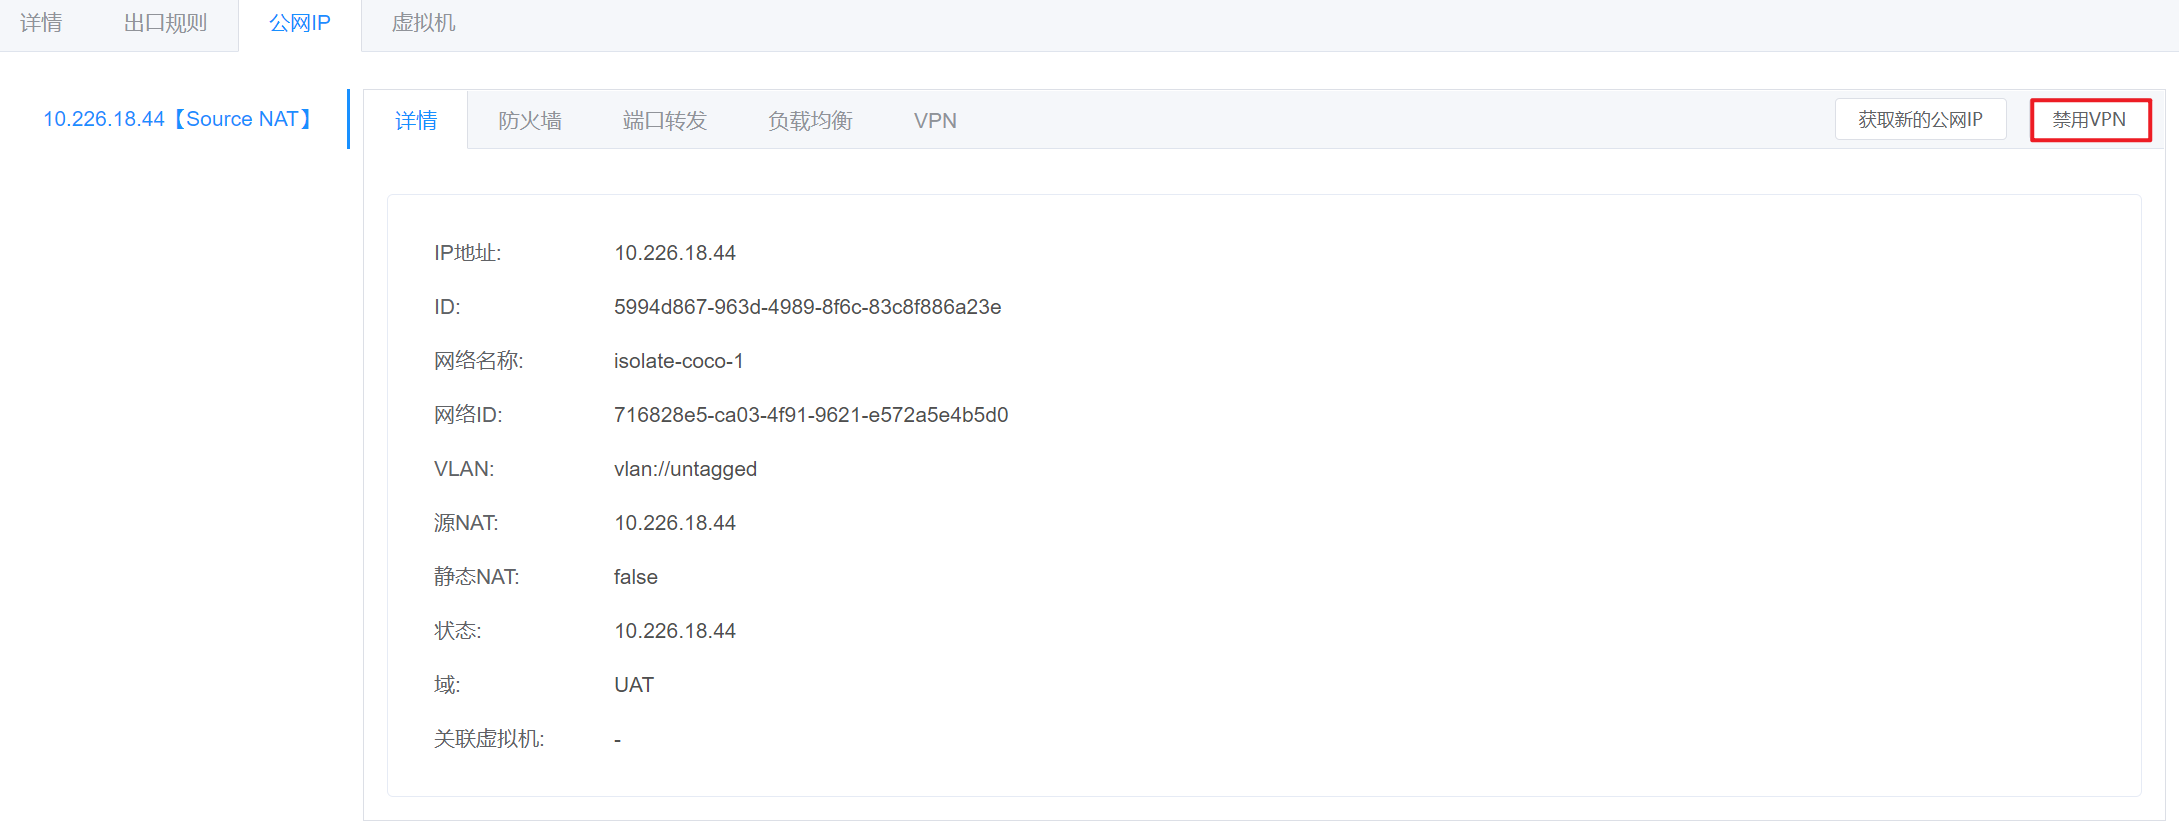 详情 出口规则 公网IP 虚拟机
10.226.18.44【Source NAT】
详情 防火墙 端口转发 负载均衡 VPN 获取新的公网IP 禁用VPN
IP地址: 10.226.18.44
ID: 5994d867-963d-4989-8f6c-83c8f886a23e
网络名称: isolate-coco-1
网络ID: 716828e5-ca03-4f91-9621-e572a5e4b5d0
VLAN: vlan://untagged
源NAT: 10.226.18.44
静态NAT: false
状态: 10.226.18.44
域: UAT
关联虚拟机: -